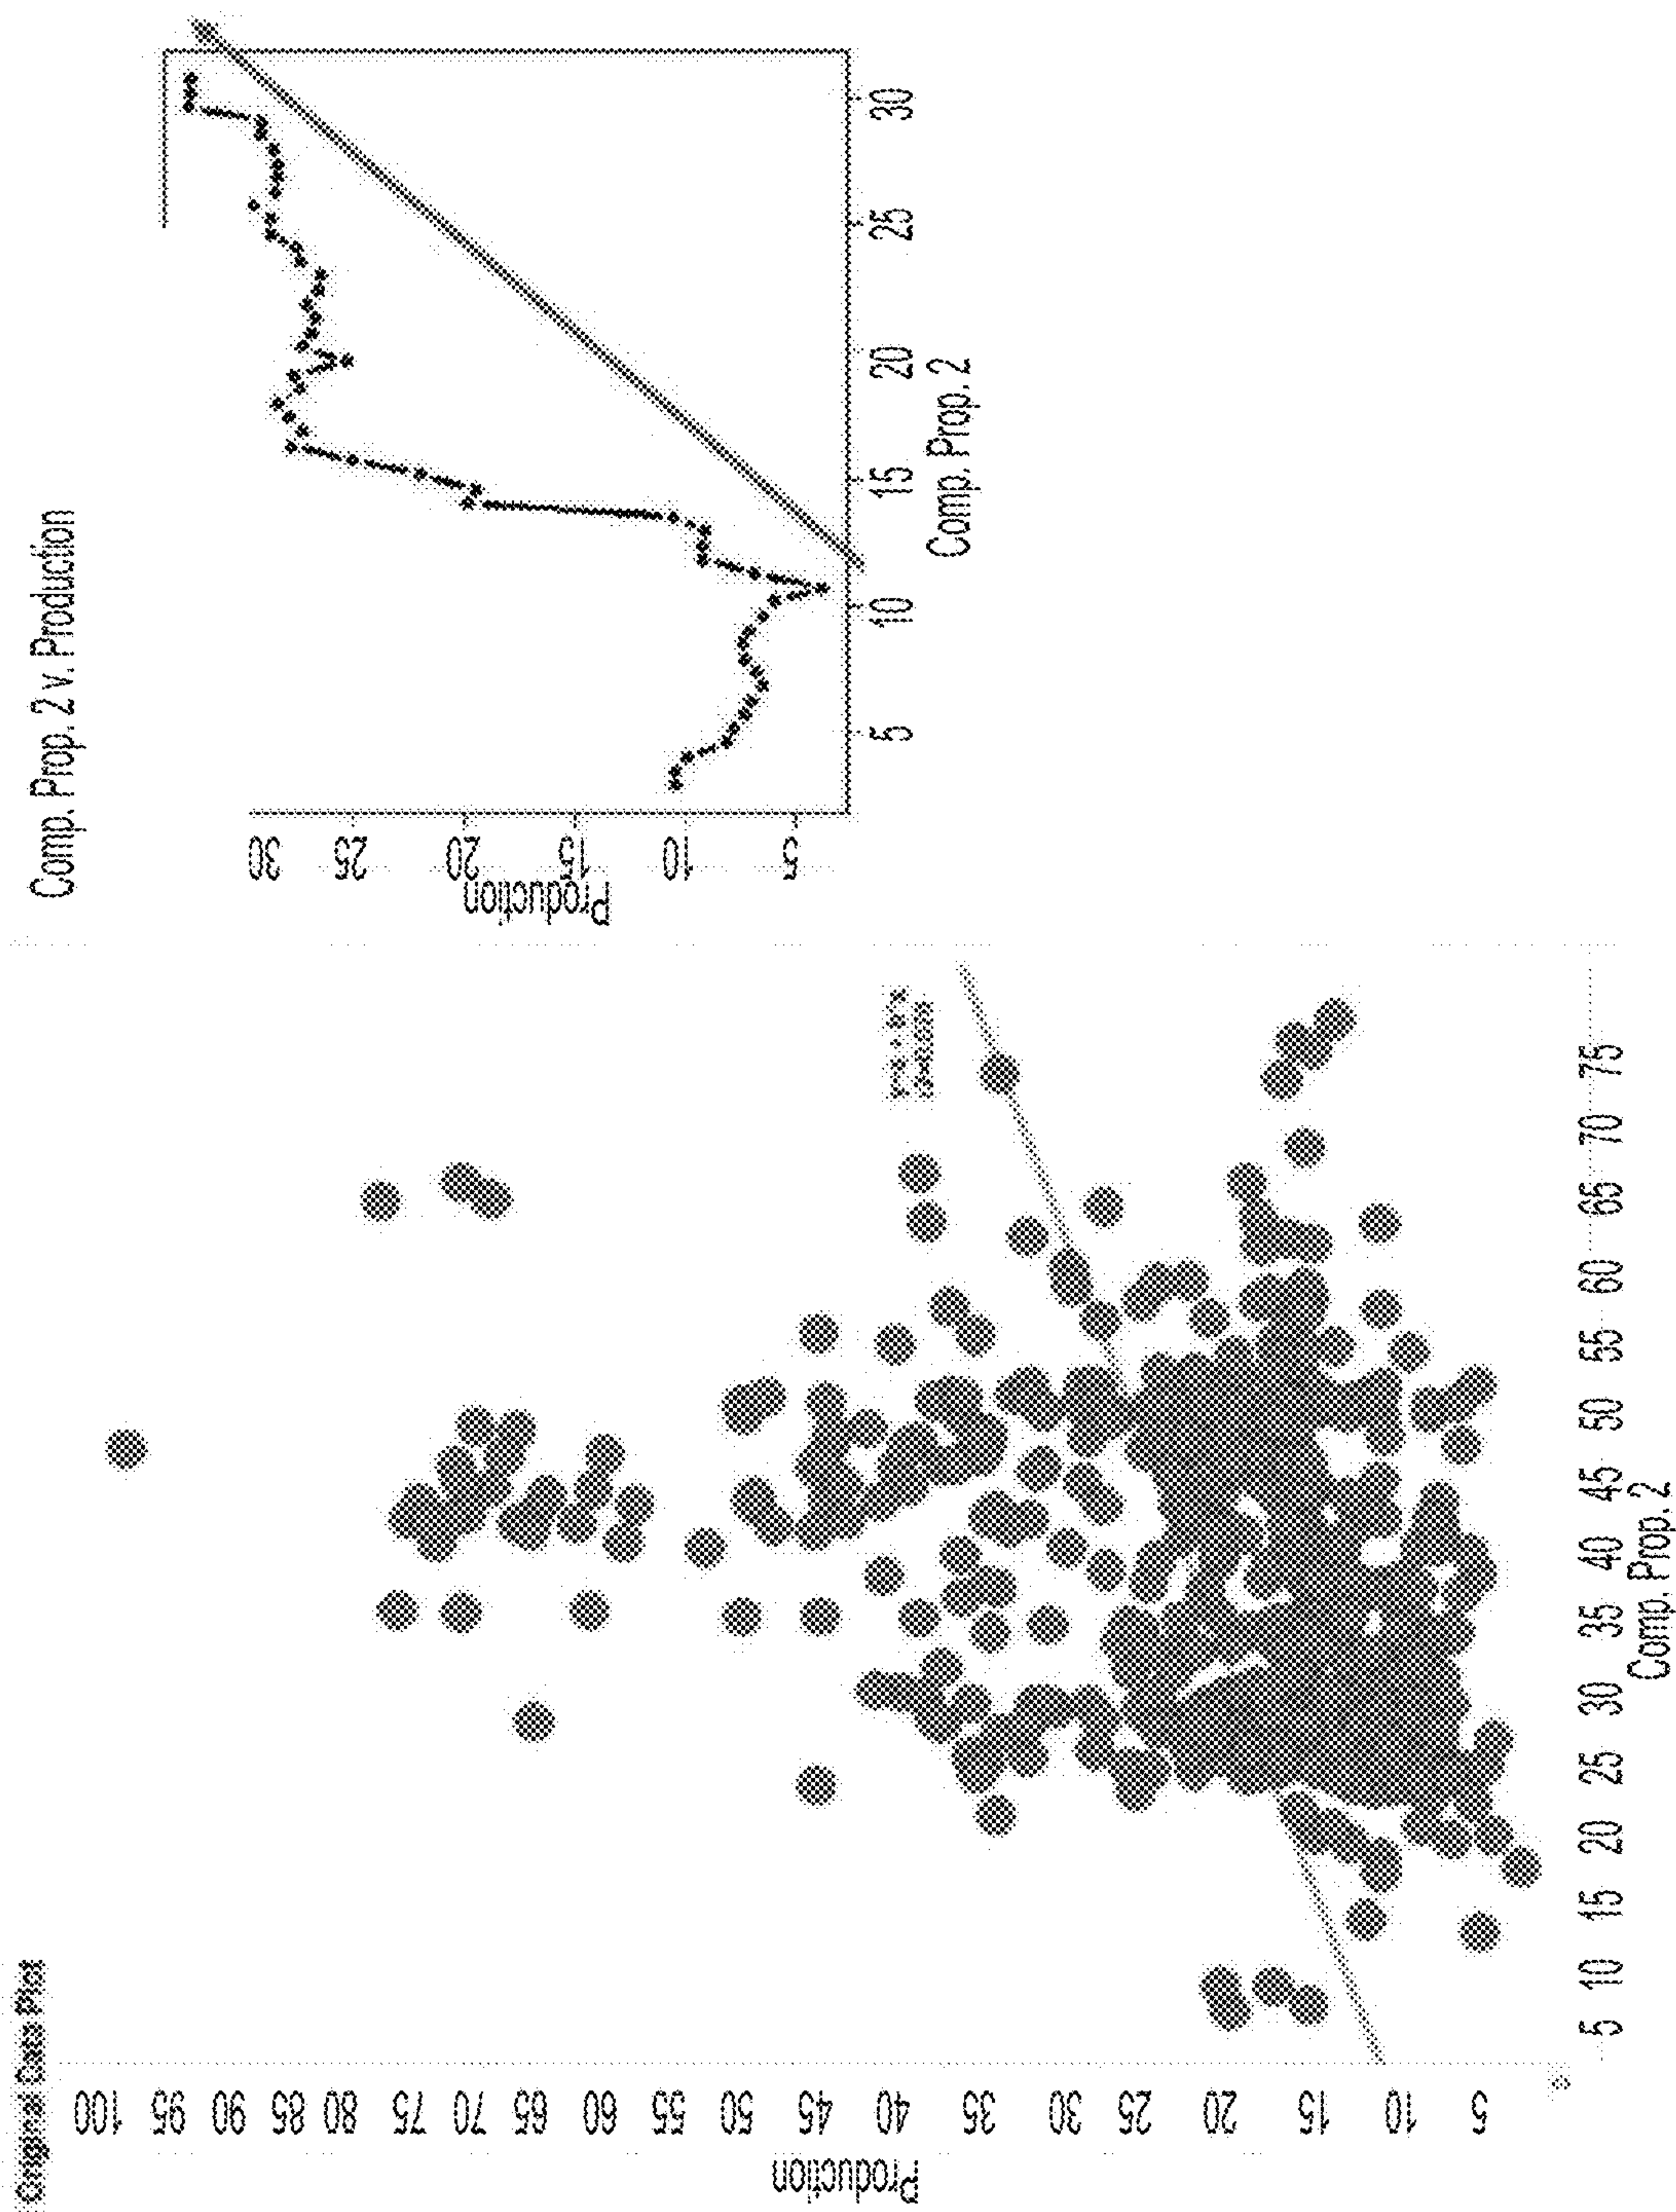 Original Data Plot
Production
100 95 90 85 80 75 70 65 60 55 50 45 40 35 30 25 20 15 10 5
5 10 15 20 25 30 35 40 45 50 55 60 65 70 75
Comp. Prop. 2
Comp. Prop. 2 v. Production
Production
30 25 20 15 10 5
5 10 15 20 25 30
Comp. Prop. 2